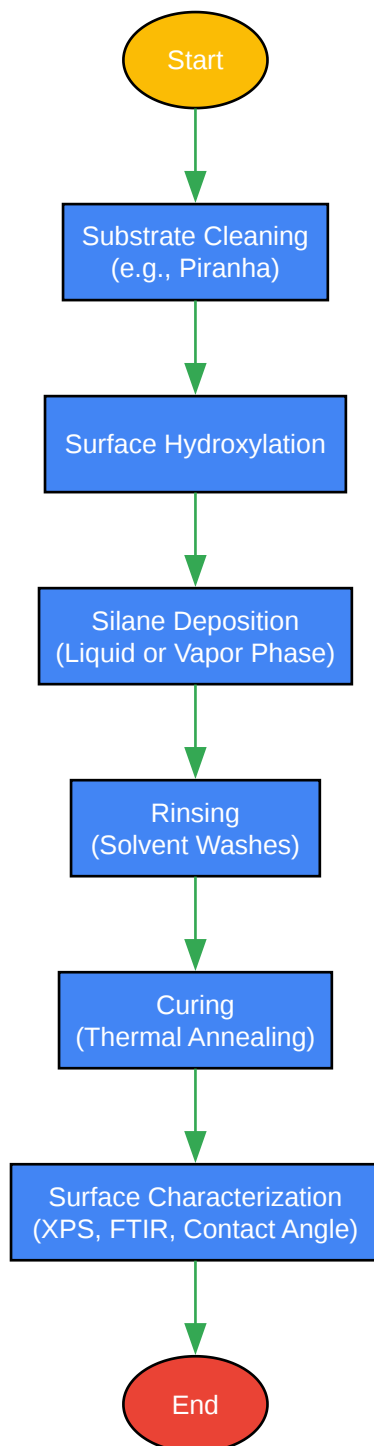 Start
Substrate Cleaning
(e.g., Piranha)
Surface Hydroxylation
Silane Deposition
(Liquid or Vapor Phase)
Rinsing
(Solvent Washes)
Curing
(Thermal Annealing)
Surface Characterization
(XPS, FTIR, Contact Angle)
End